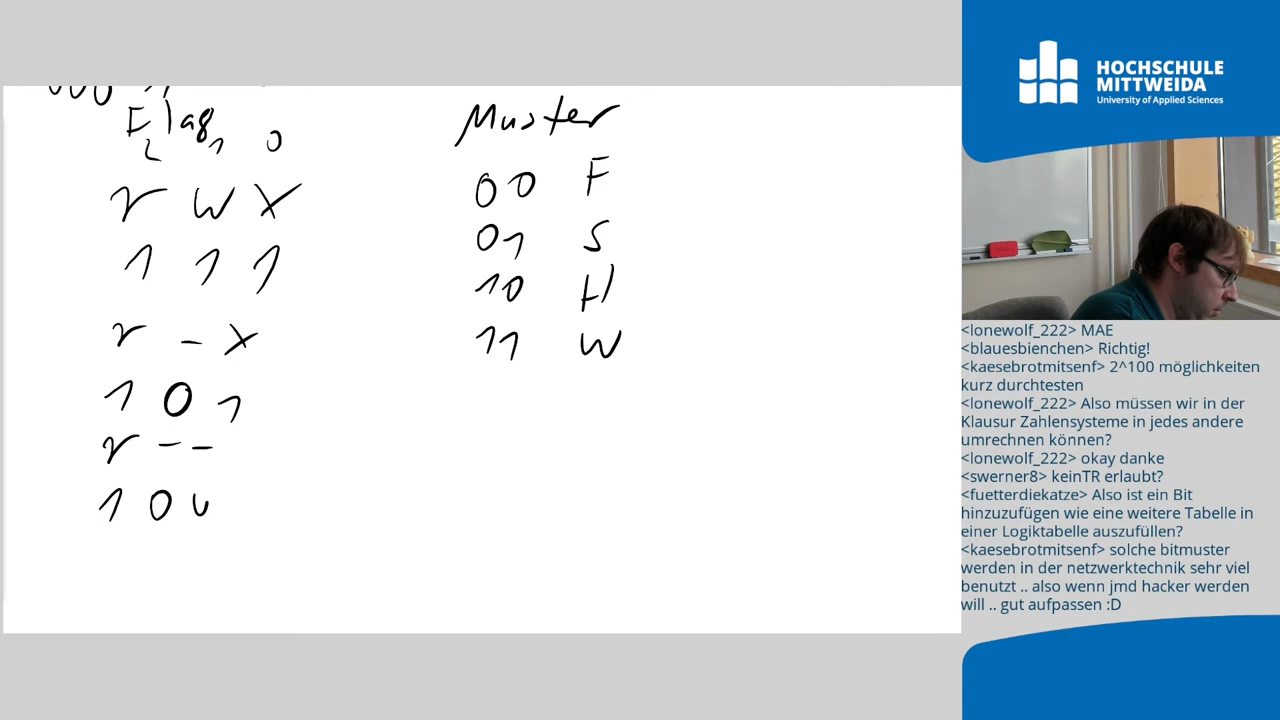 Flag
2 1 0
r w x
1 1 1
r - x
1 0 1
r - -
1 0
Muster
00 F
01 S
10 H
11 W
HOCHSCHULE
MITTWEIDA
University of Applied Sciences
<lonewolf_222> MAE
<blauesbienchen> Richtig!
<kaesebrotmitsenf> 2^100 möglichkeiten
kurz durchtesten
<lonewolf_222> Also müssen wir in der
Klausur Zahlensysteme in jedes andere
umrechnen können?
<lonewolf_222> okay danke
<swerner8> keinTR erlaubt?
<fuetterdiekatze> Also ist ein Bit
hinzuzufügen wie eine weitere Tabelle in
einer Logiktabelle auszufüllen?
<kaesebrotmitsenf> solche bitmuster
werden in der netzwerktechnik sehr viel
benutzt .. also wenn jmd hacker werden
will .. gut aufpassen :D